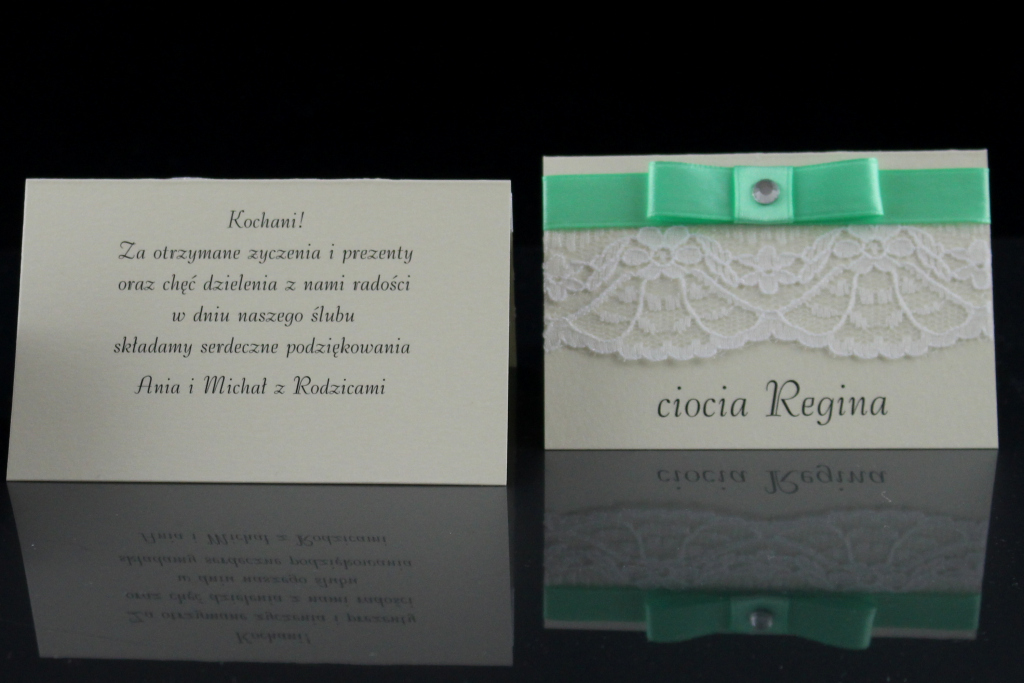 Kochani!
Za otrzymane zyczenia i prezenty
oraz chęć dzielenia z nami radości
w dniu naszego ślubu
składamy serdeczne podziękowania
Ania i Michał z Rodzicami
ciocia Regina